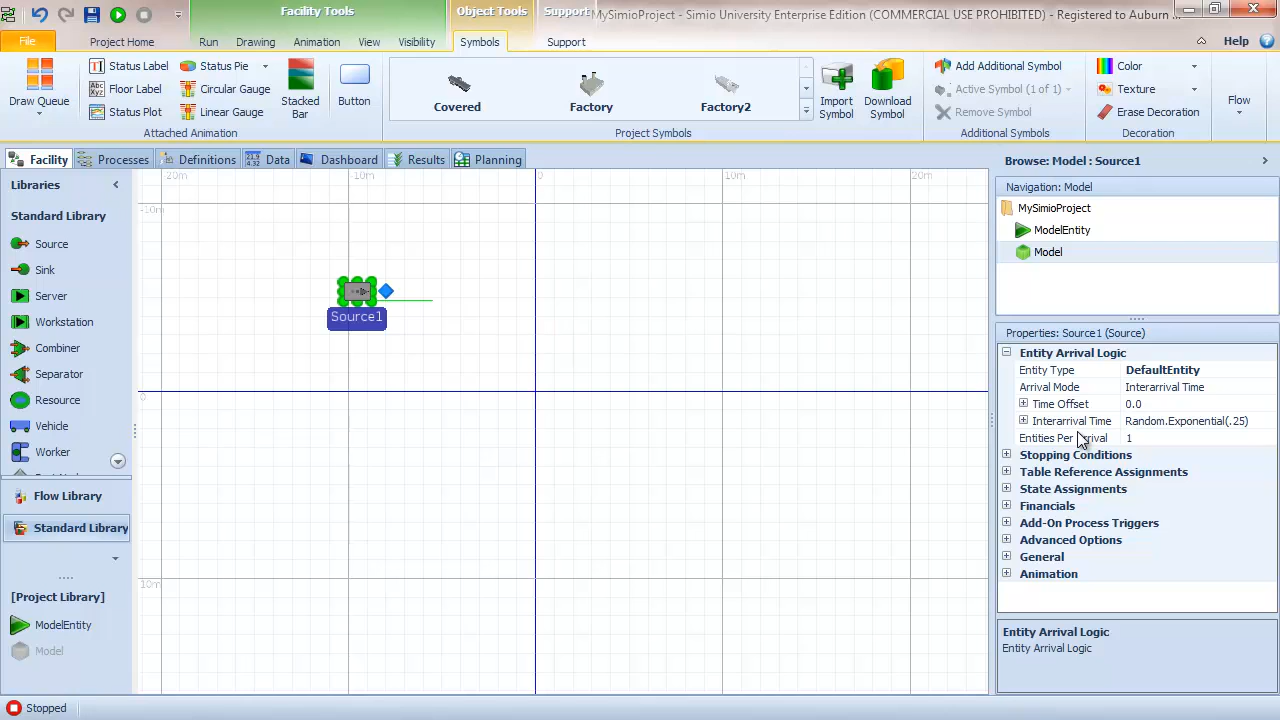 Facility Tools
Object Tools
Support
MySimioProject - Simio University Enterprise Edition (COMMERCIAL USE PROHIBITED) - Registered to Auburn ...
File
Project Home
Run
Drawing
Animation
View
Visibility
Symbols
Support
Help
Draw Queue
Status Label
Floor Label
Status Plot
Status Pie
Circular Gauge
Linear Gauge
Stacked Bar
Button
Attached Animation
Covered
Factory
Factory2
Project Symbols
Import Symbol
Download Symbol
Add Additional Symbol
Active Symbol (1 of 1)
Remove Symbol
Additional Symbols
Color
Texture
Erase Decoration
Decoration
Flow
Facility
Processes
Definitions
Data
Dashboard
Results
Planning
Libraries
Standard Library
Source
Sink
Server
Workstation
Combiner
Separator
Resource
Vehicle
Worker
Flow Library
Standard Library
[Project Library]
ModelEntity
Model
20m
-10m
0
10m
20m
-10m
0
10m
Source1
Browse: Model : Source1
Navigation: Model
MySimioProject
ModelEntity
Model
Properties: Source1 (Source)
Entity Arrival Logic
Entity Type DefaultEntity
Arrival Mode Interarrival Time
Time Offset 0.0
Interarrival Time Random.Exponential(.25)
Entities Per Arrival 1
Stopping Conditions
Table Reference Assignments
State Assignments
Financials
Add-On Process Triggers
Advanced Options
General
Animation
Entity Arrival Logic
Entity Arrival Logic
Stopped